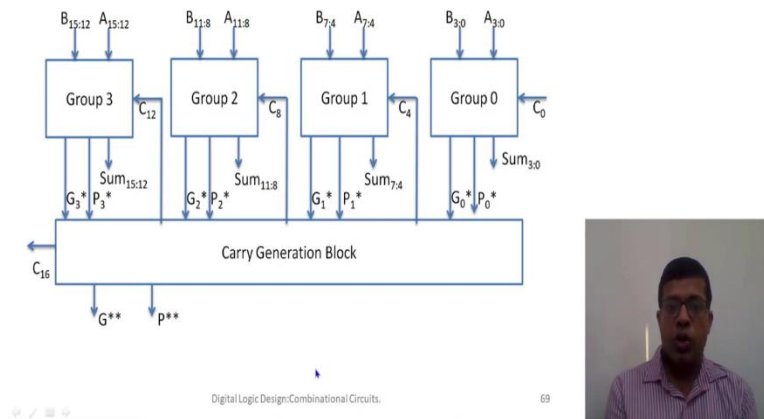 B15:12 A15:12 B11:8 A11:8 B7:4 A7:4 B3:0 A3:0
Group 3 Group 2 Group 1 Group 0
C12 C8 C4 C0
Sum15:12 Sum11:8 Sum7:4 Sum3:0
G3* P3* G2* P2* G1* P1* G0* P0*
Carry Generation Block
C16
G** P**
Digital Logic Design:Combinational Circuits. 69